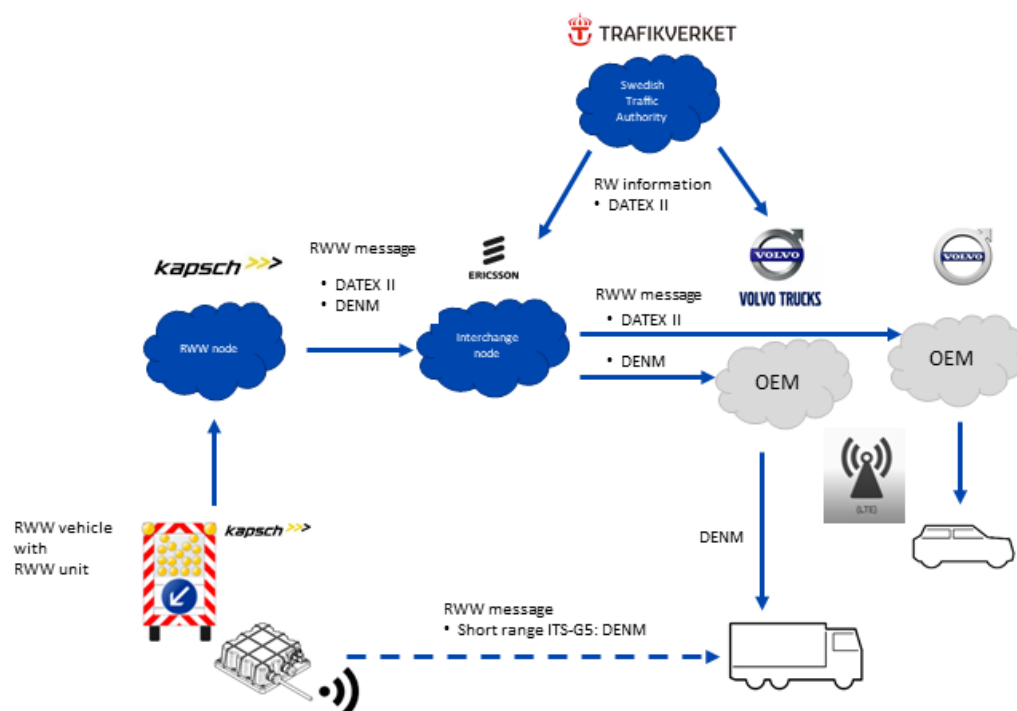 TRAFIKVERKET
Swedish
Traffic
Authority
RW information
• DATEX II
RWW message
• DATEX II
• DENM
kapsch >>>
ERICSSON
VOLVO
VOLVO TRUCKS
VOLVO
RWW message
• DATEX II
• DENM
RWW node
Interchange
node
OEM
OEM
(LTE)
RWW vehicle
with
RWW unit
kapsch >>>
DENM
RWW message
• Short range ITS-G5: DENM